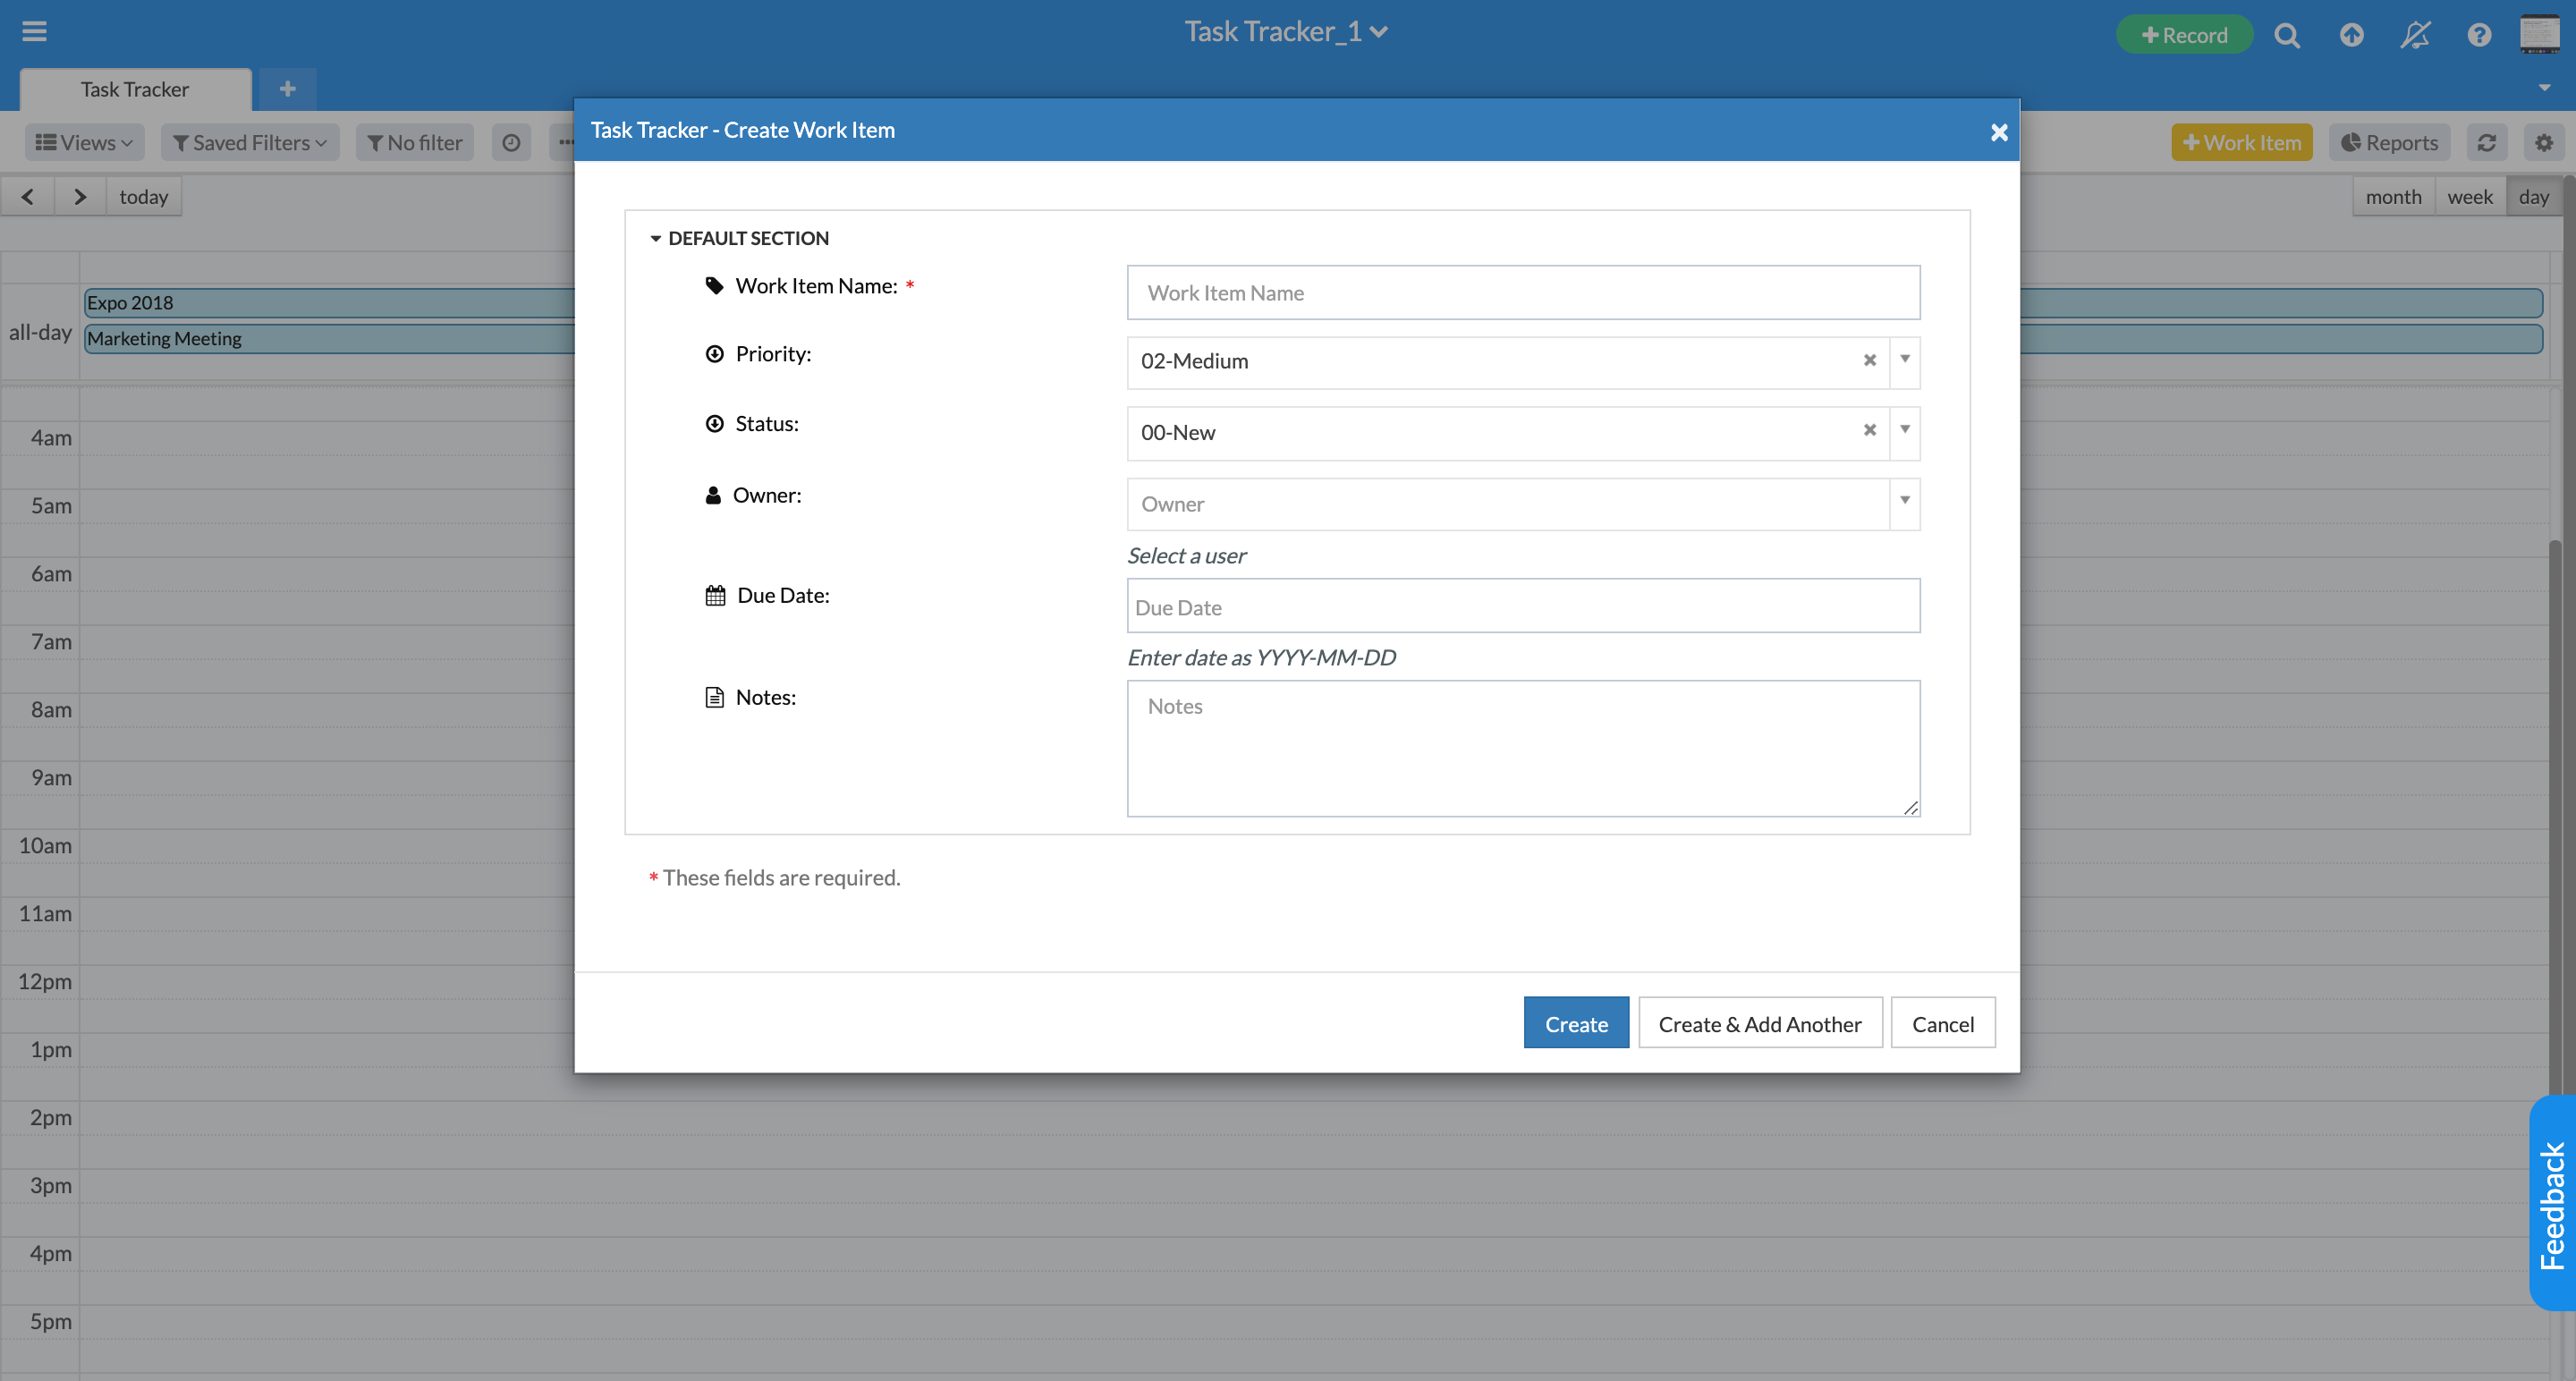 Task Tracker_1
+Record
Task Tracker
+
Views
Saved Filters
No filter
+Work Item
Reports
today
month
week
day
all-day
Expo 2018
Marketing Meeting
4am
5am
6am
7am
8am
9am
10am
11am
12pm
1pm
2pm
3pm
4pm
5pm
Task Tracker - Create Work Item
DEFAULT SECTION
Work Item Name: *
Work Item Name
Priority:
02-Medium
Status:
00-New
Owner:
Owner
Select a user
Due Date:
Due Date
Enter date as YYYY-MM-DD
Notes:
Notes
* These fields are required.
Create
Create & Add Another
Cancel
Feedback